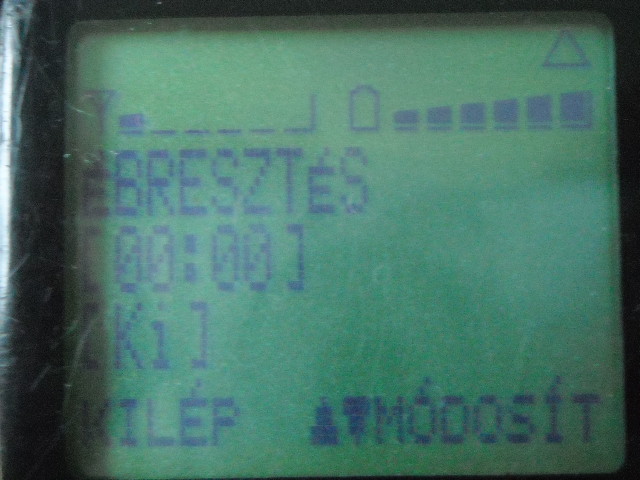 éBRESZTéS
[00:00]
[Ki]
KILÉP MÓDOSÍT